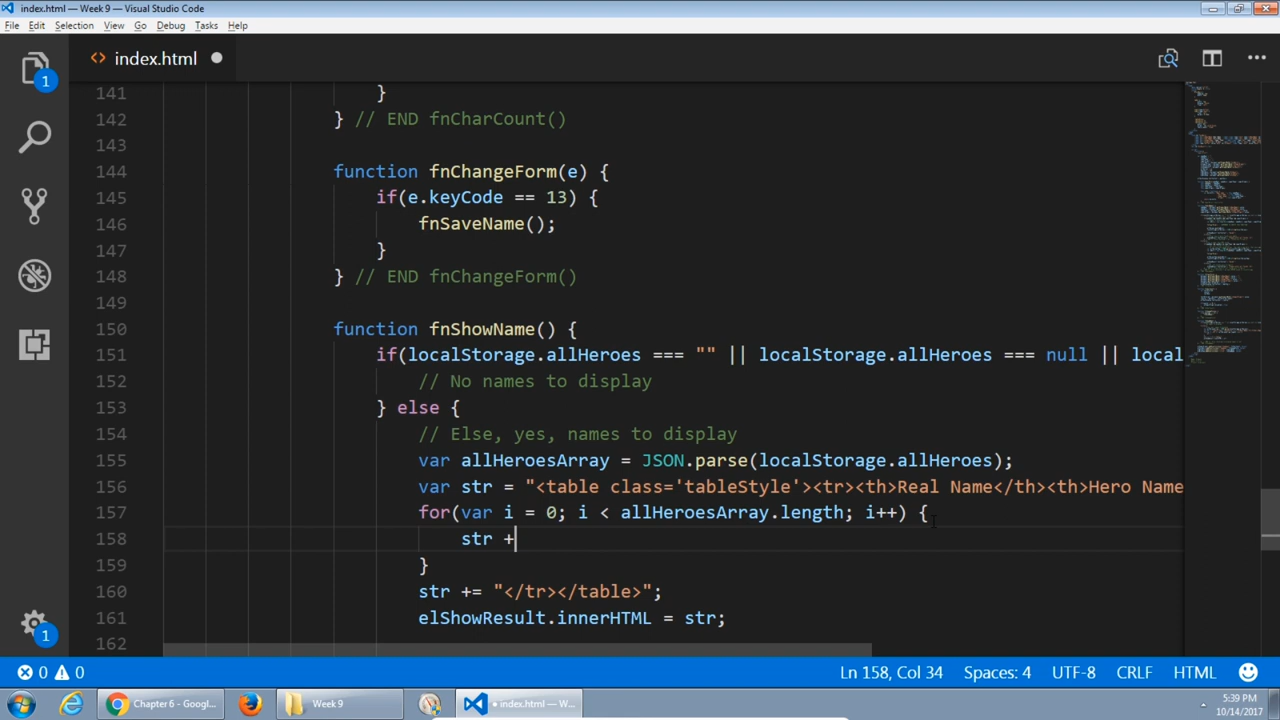 index.html — Week 9 — Visual Studio Code
File Edit Selection View Go Debug Tasks Help
1 <> index.html
141 }
142 } // END fnCharCount()
143
144 function fnChangeForm(e) {
145 if(e.keyCode == 13) {
146 fnSaveName();
147 }
148 } // END fnChangeForm()
149
150 function fnShowName() {
151 if(localStorage.allHeroes === "" || localStorage.allHeroes === null || local
152 // No names to display
153 } else {
154 // Else, yes, names to display
155 var allHeroesArray = JSON.parse(localStorage.allHeroes);
156 var str = "<table class='tableStyle'><tr><th>Real Name</th><th>Hero Name
157 for(var i = 0; i < allHeroesArray.length; i++) {
158 str +
159 }
160 str += "</tr></table>";
161 elShowResult.innerHTML = str;
162
1
0 0 Ln 158, Col 34 Spaces: 4 UTF-8 CRLF HTML
Chapter 6 - Googl... Week 9 • index.html — W... 5:39 PM
10/14/2017